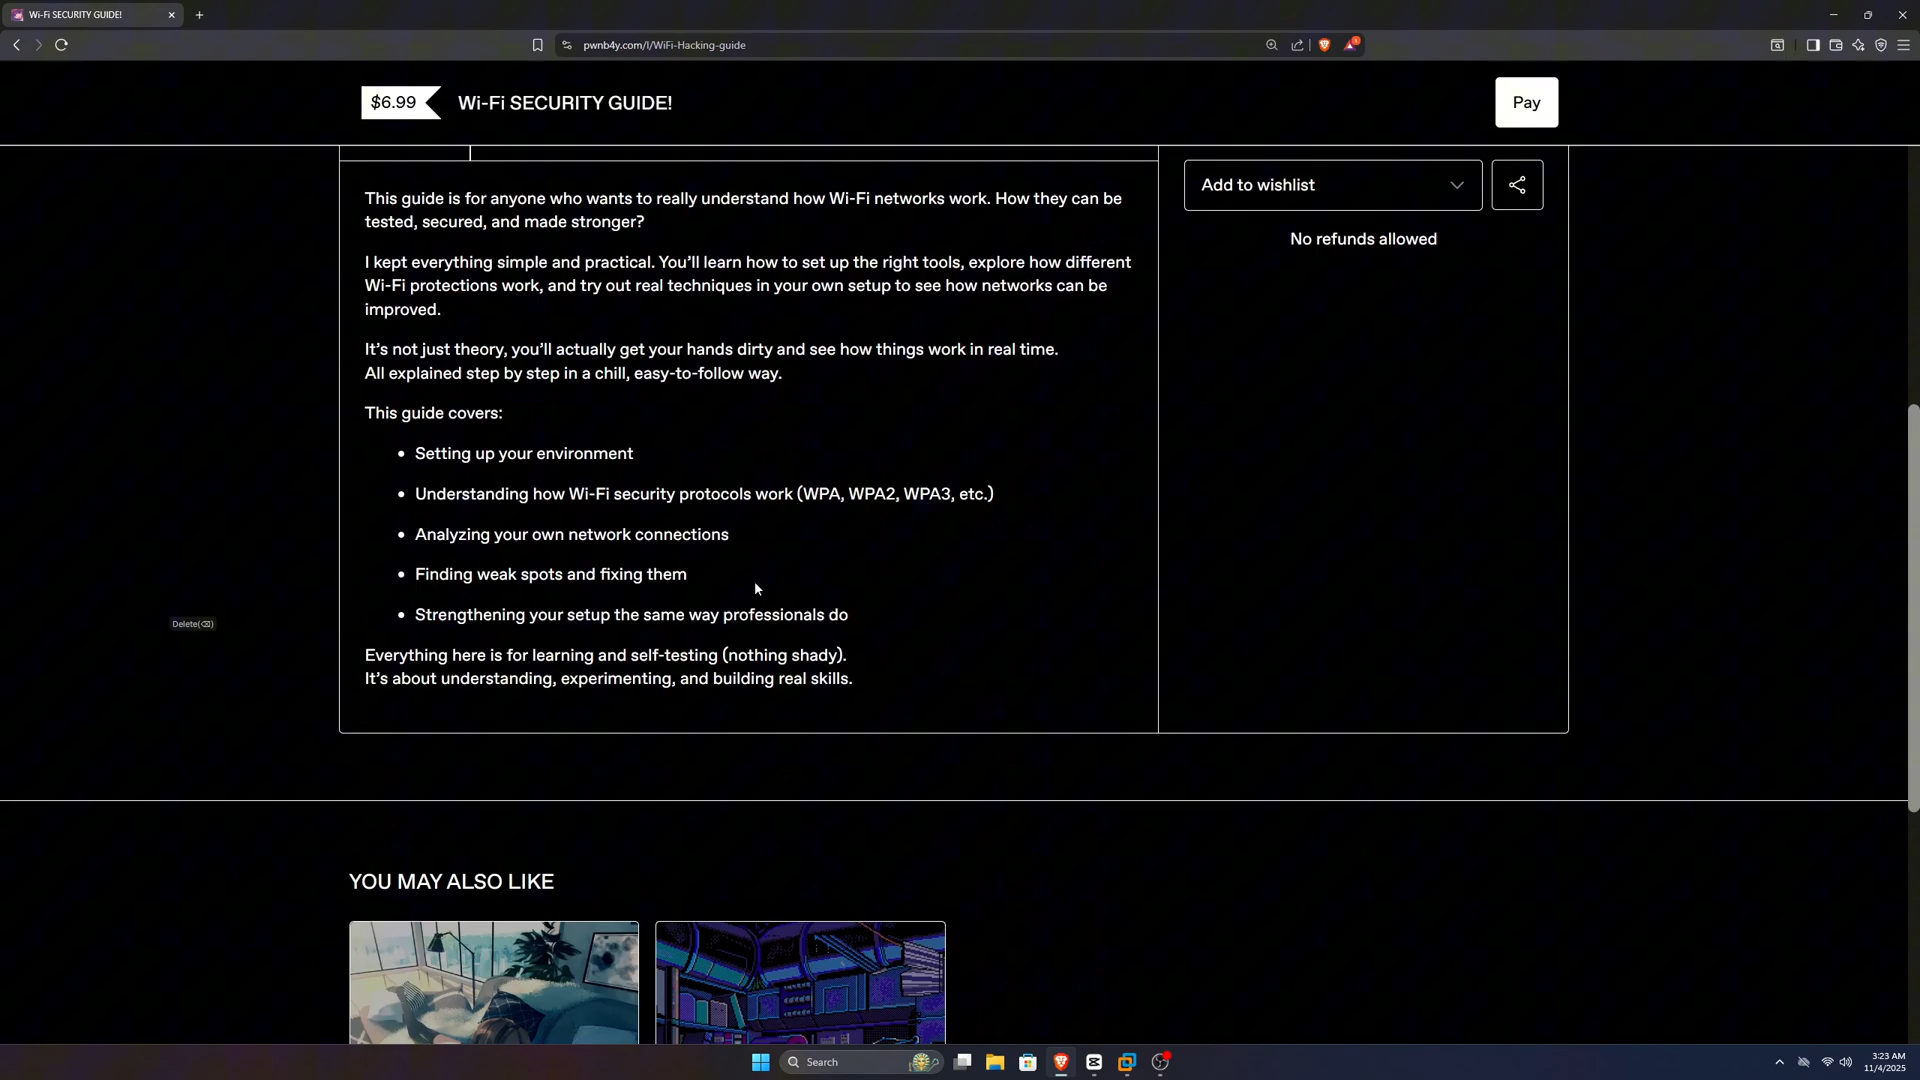 Wi-Fi SECURITY GUIDE!
pwnb4y.com/l/WiFi-Hacking-guide
1
$6.99
Wi-Fi SECURITY GUIDE!
Pay
This guide is for anyone who wants to really understand how Wi-Fi networks work. How they can be
tested, secured, and made stronger?
I kept everything simple and practical. You’ll learn how to set up the right tools, explore how different
Wi-Fi protections work, and try out real techniques in your own setup to see how networks can be
improved.
It’s not just theory, you’ll actually get your hands dirty and see how things work in real time.
All explained step by step in a chill, easy-to-follow way.
This guide covers:
• Setting up your environment
• Understanding how Wi-Fi security protocols work (WPA, WPA2, WPA3, etc.)
• Analyzing your own network connections
• Finding weak spots and fixing them
• Strengthening your setup the same way professionals do
Everything here is for learning and self-testing (nothing shady).
It’s about understanding, experimenting, and building real skills.
Add to wishlist
No refunds allowed
Delete(⌫)
YOU MAY ALSO LIKE
Search
3:23 AM
11/4/2025